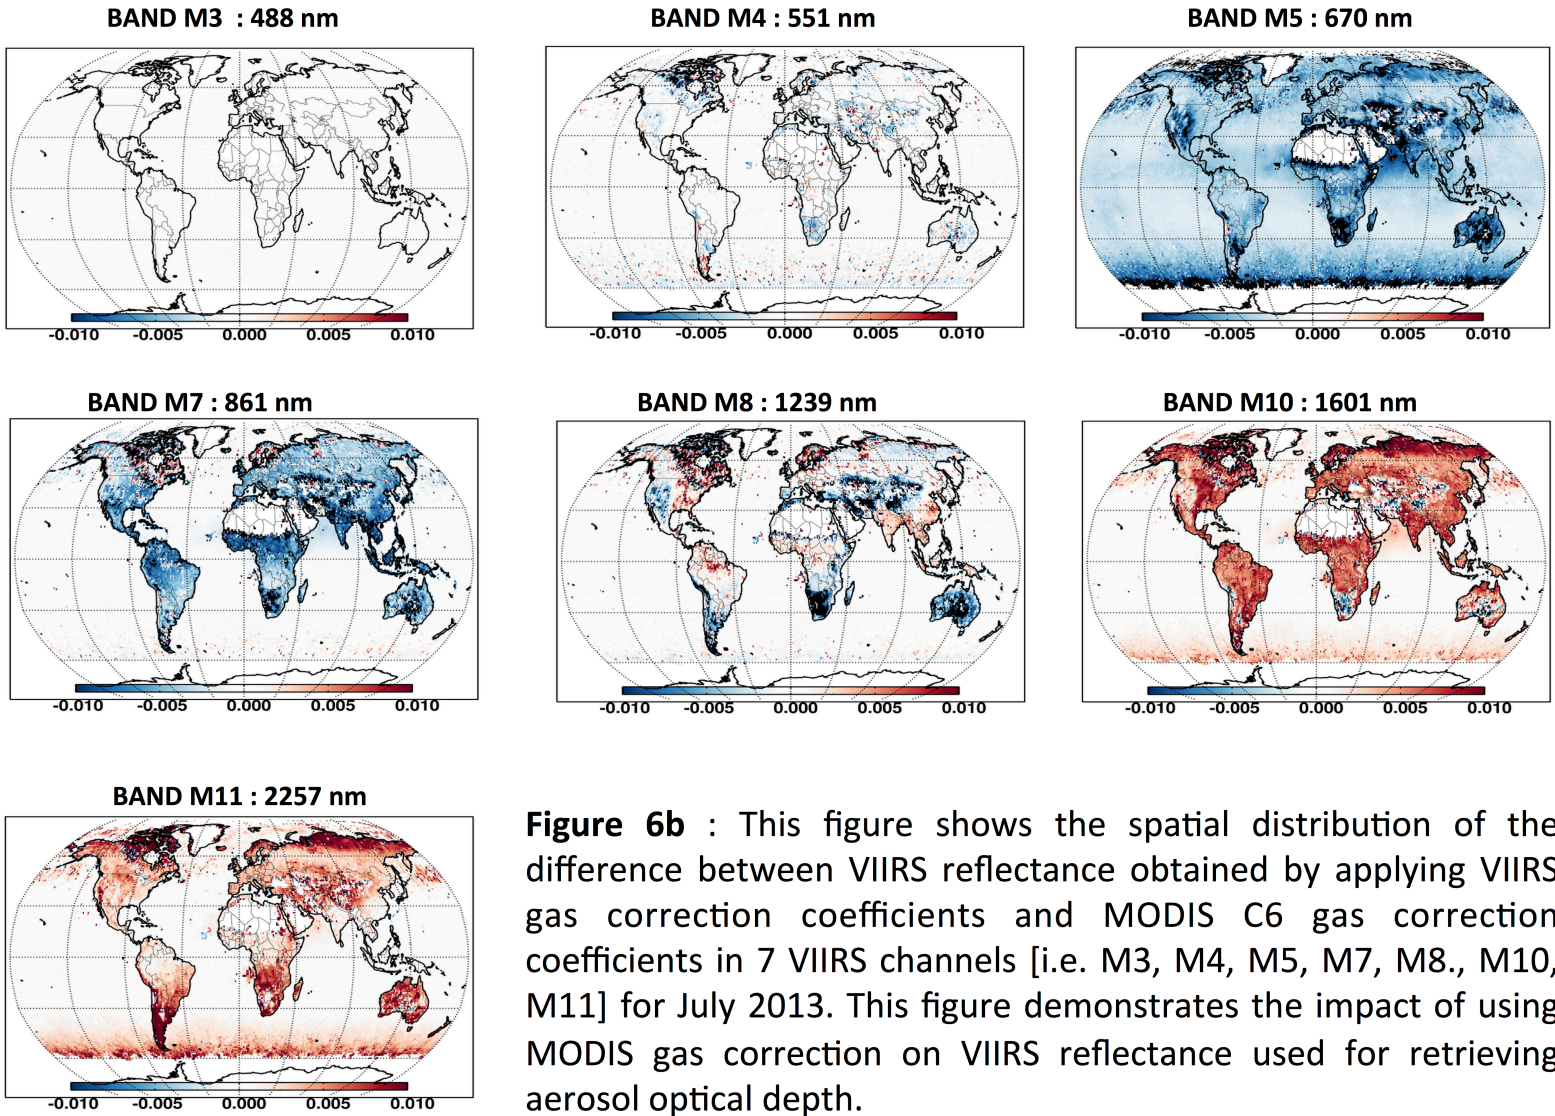 BAND M3 : 488 nm
BAND M4 : 551 nm
BAND M5 : 670 nm
-0.010 -0.005 0.000 0.005 0.010
-0.010 -0.005 0.000 0.005 0.010
-0.010 -0.005 0.000 0.005 0.010
BAND M7 : 861 nm
BAND M8 : 1239 nm
BAND M10 : 1601 nm
-0.010 -0.005 0.000 0.005 0.010
-0.010 -0.005 0.000 0.005 0.010
-0.010 -0.005 0.000 0.005 0.010
BAND M11 : 2257 nm
-0.010 -0.005 0.000 0.005 0.010
Figure 6b : This figure shows the spatial distribution of the
difference between VIIRS reflectance obtained by applying VIIRS
gas correction coefficients and MODIS C6 gas correction
coefficients in 7 VIIRS channels [i.e. M3, M4, M5, M7, M8., M10,
M11] for July 2013. This figure demonstrates the impact of using
MODIS gas correction on VIIRS reflectance used for retrieving
aerosol optical depth.